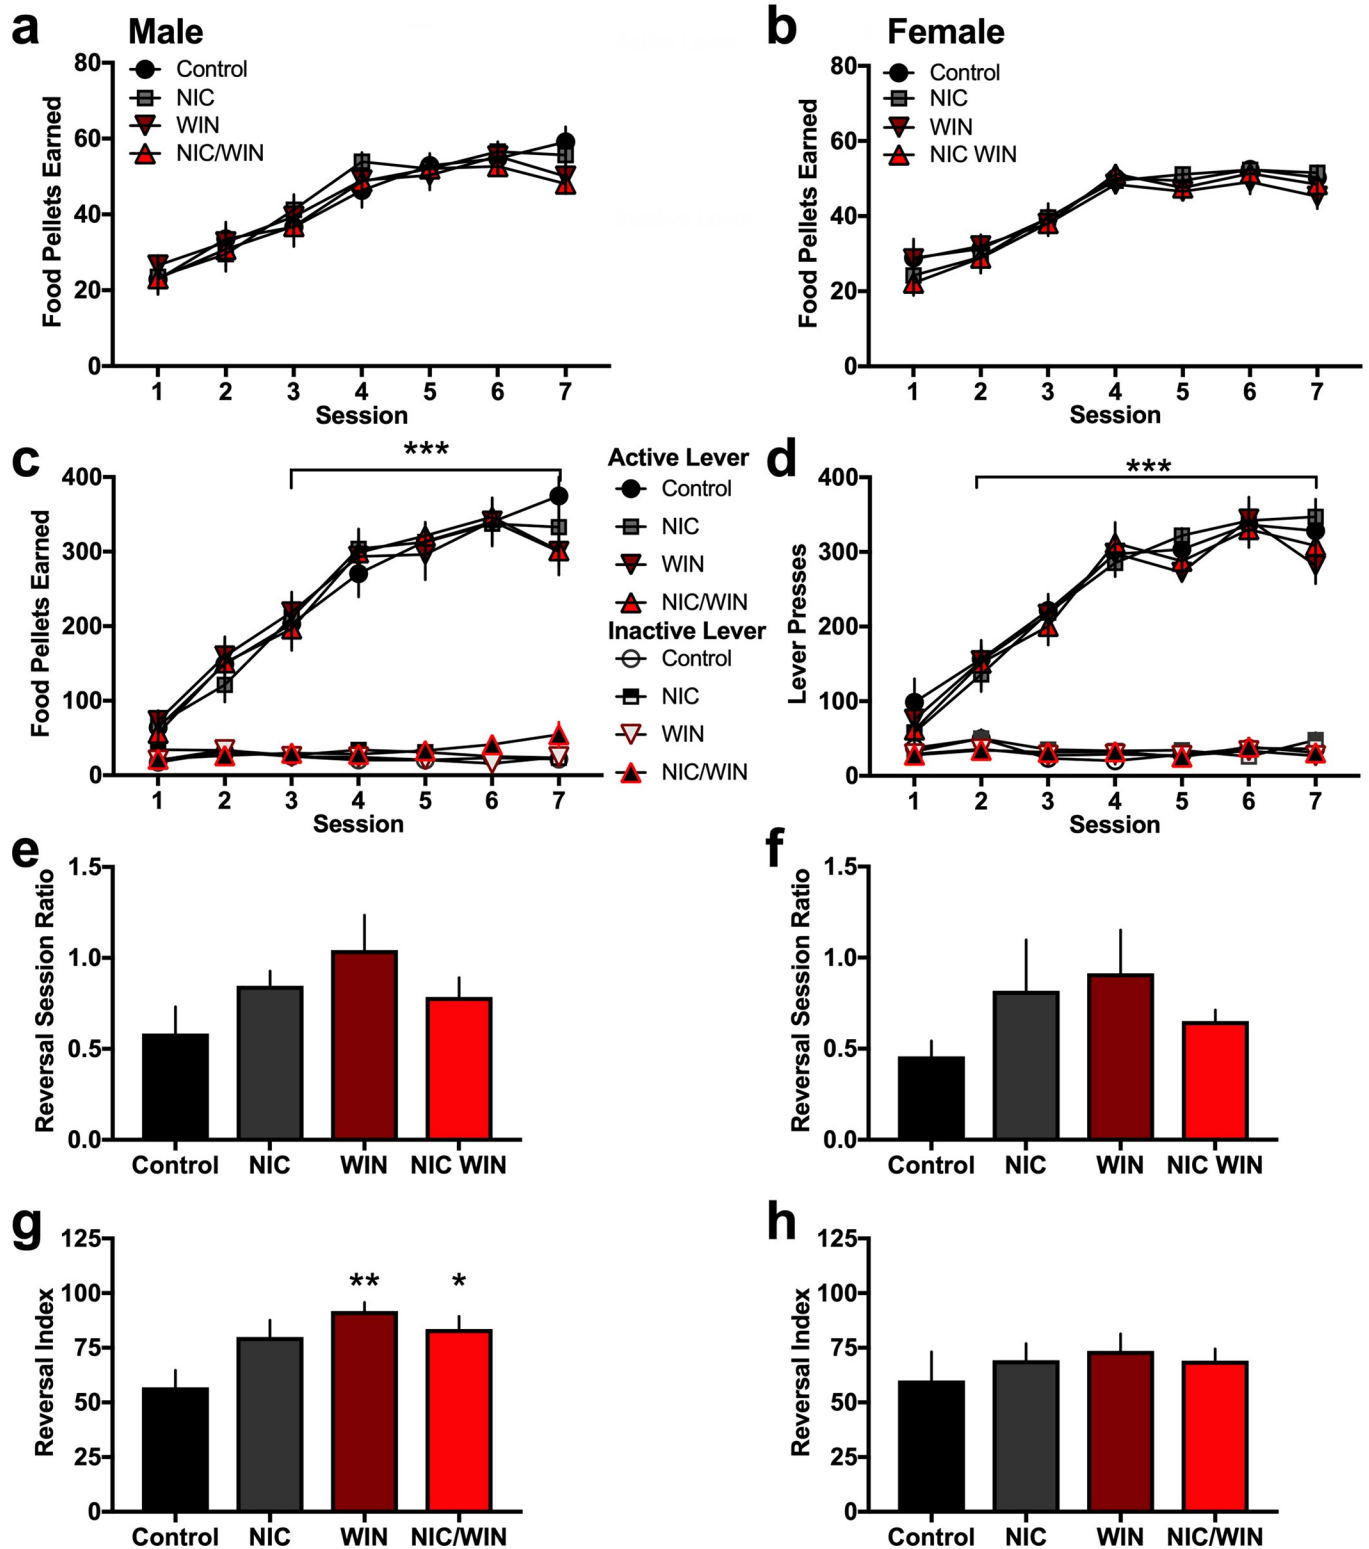 a Male
Food Pellets Earned
80
60
40
20
0
Control
NIC
WIN
NIC/WIN
1 2 3 4 5 6 7
Session
b Female
Food Pellets Earned
80
60
40
20
0
Control
NIC
WIN
NIC WIN
1 2 3 4 5 6 7
Session
c
***
Food Pellets Earned
400
300
200
100
0
1 2 3 4 5 6 7
Session
Active Lever
Control
NIC
WIN
NIC/WIN
Inactive Lever
Control
NIC
WIN
NIC/WIN
d
***
Lever Presses
400
300
200
100
0
1 2 3 4 5 6 7
Session
e
Reversal Session Ratio
1.5
1.0
0.5
0.0
Control NIC WIN NIC WIN
f
Reversal Session Ratio
1.5
1.0
0.5
0.0
Control NIC WIN NIC WIN
g
Reversal Index
125
100
75
50
25
0
** *
Control NIC WIN NIC/WIN
h
Reversal Index
125
100
75
50
25
0
Control NIC WIN NIC/WIN